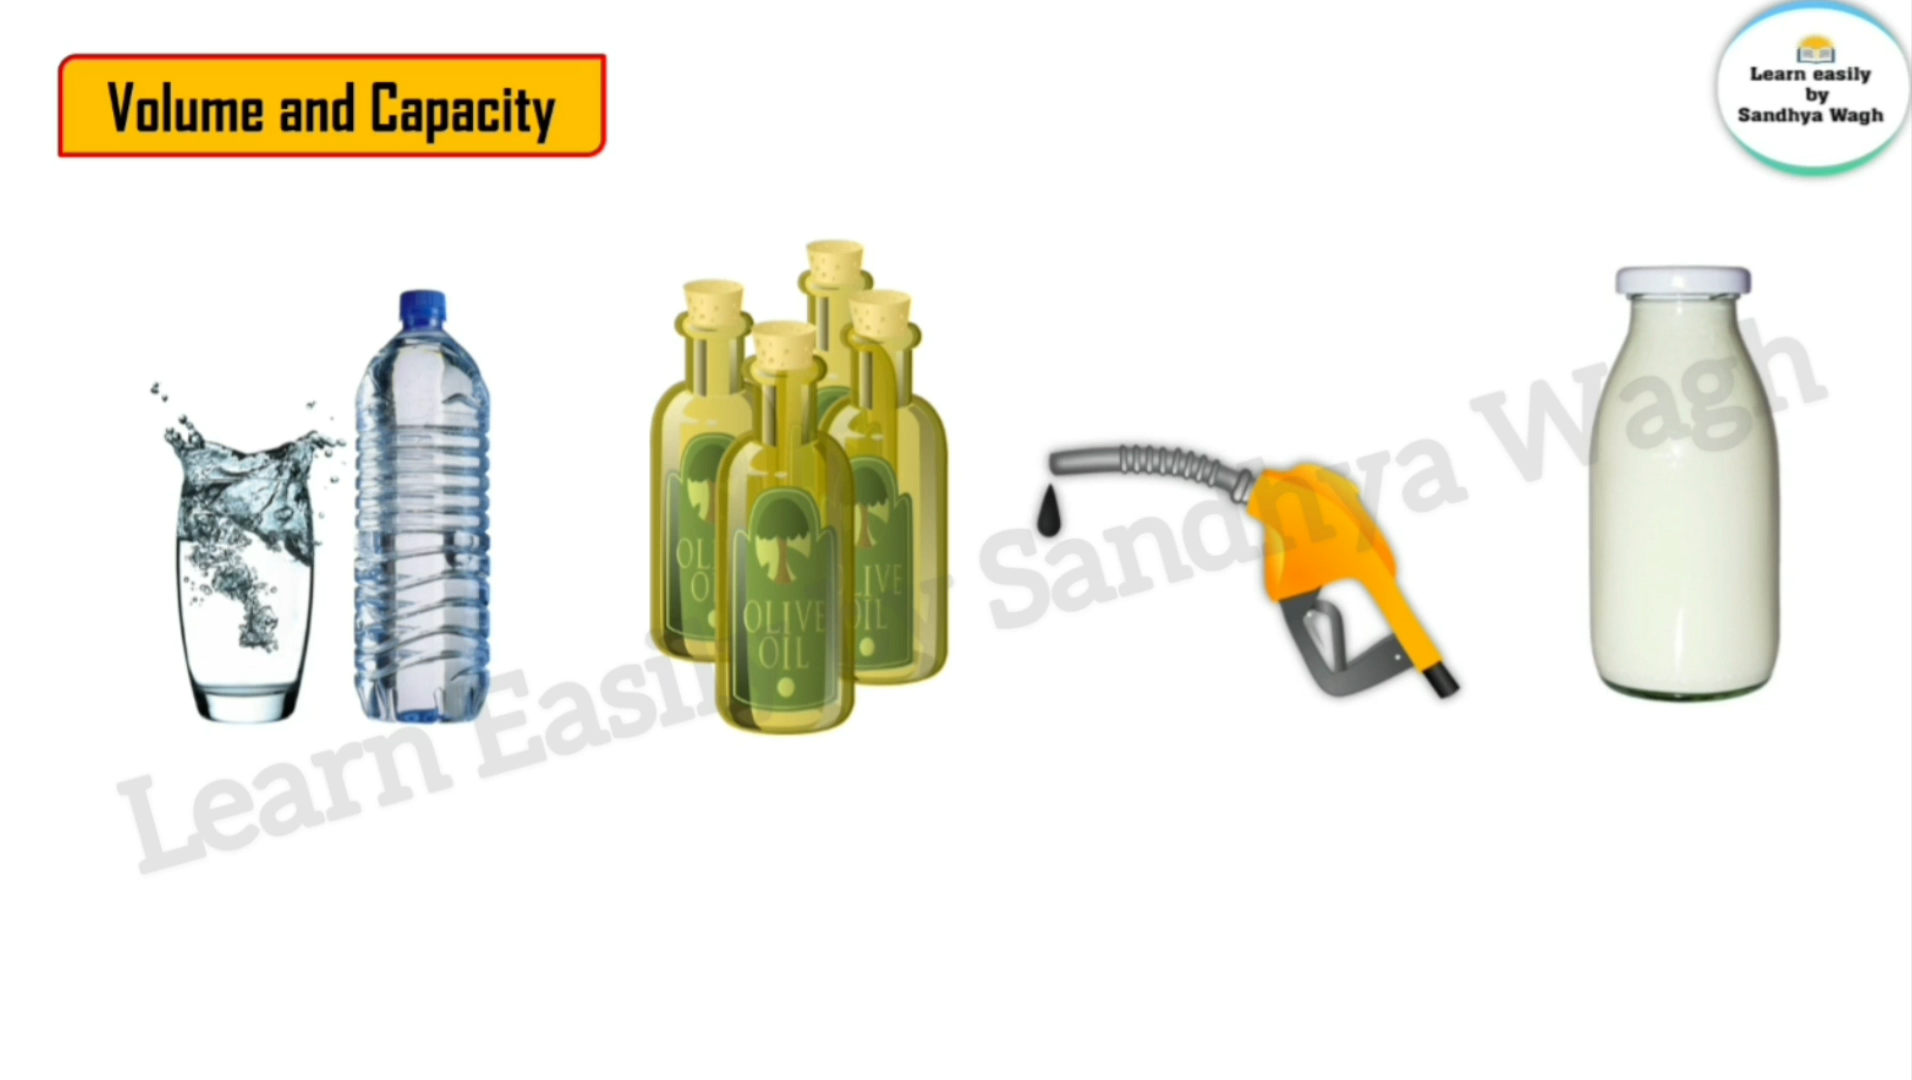 Volume and Capacity
Learn easily
by
Sandhya Wagh
OLIVE
OIL
OLIVE
OIL
Learn Easily by Sandhya Wagh